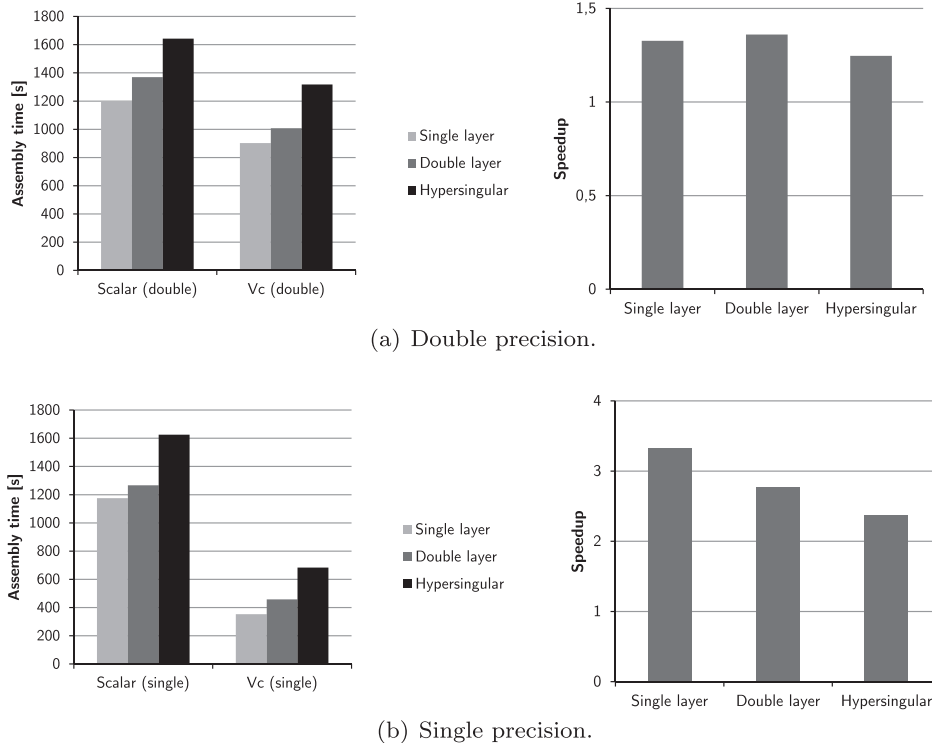 Assembly time [s]
1800
1600
1400
1200
1000
800
600
400
200
0
Scalar (double)
Vc (double)
Single layer
Double layer
Hypersingular
Speedup
1,5
1
0,5
0
Single layer
Double layer
Hypersingular
(a) Double precision.
Assembly time [s]
1800
1600
1400
1200
1000
800
600
400
200
0
Scalar (single)
Vc (single)
Single layer
Double layer
Hypersingular
Speedup
4
3
2
1
0
Single layer
Double layer
Hypersingular
(b) Single precision.